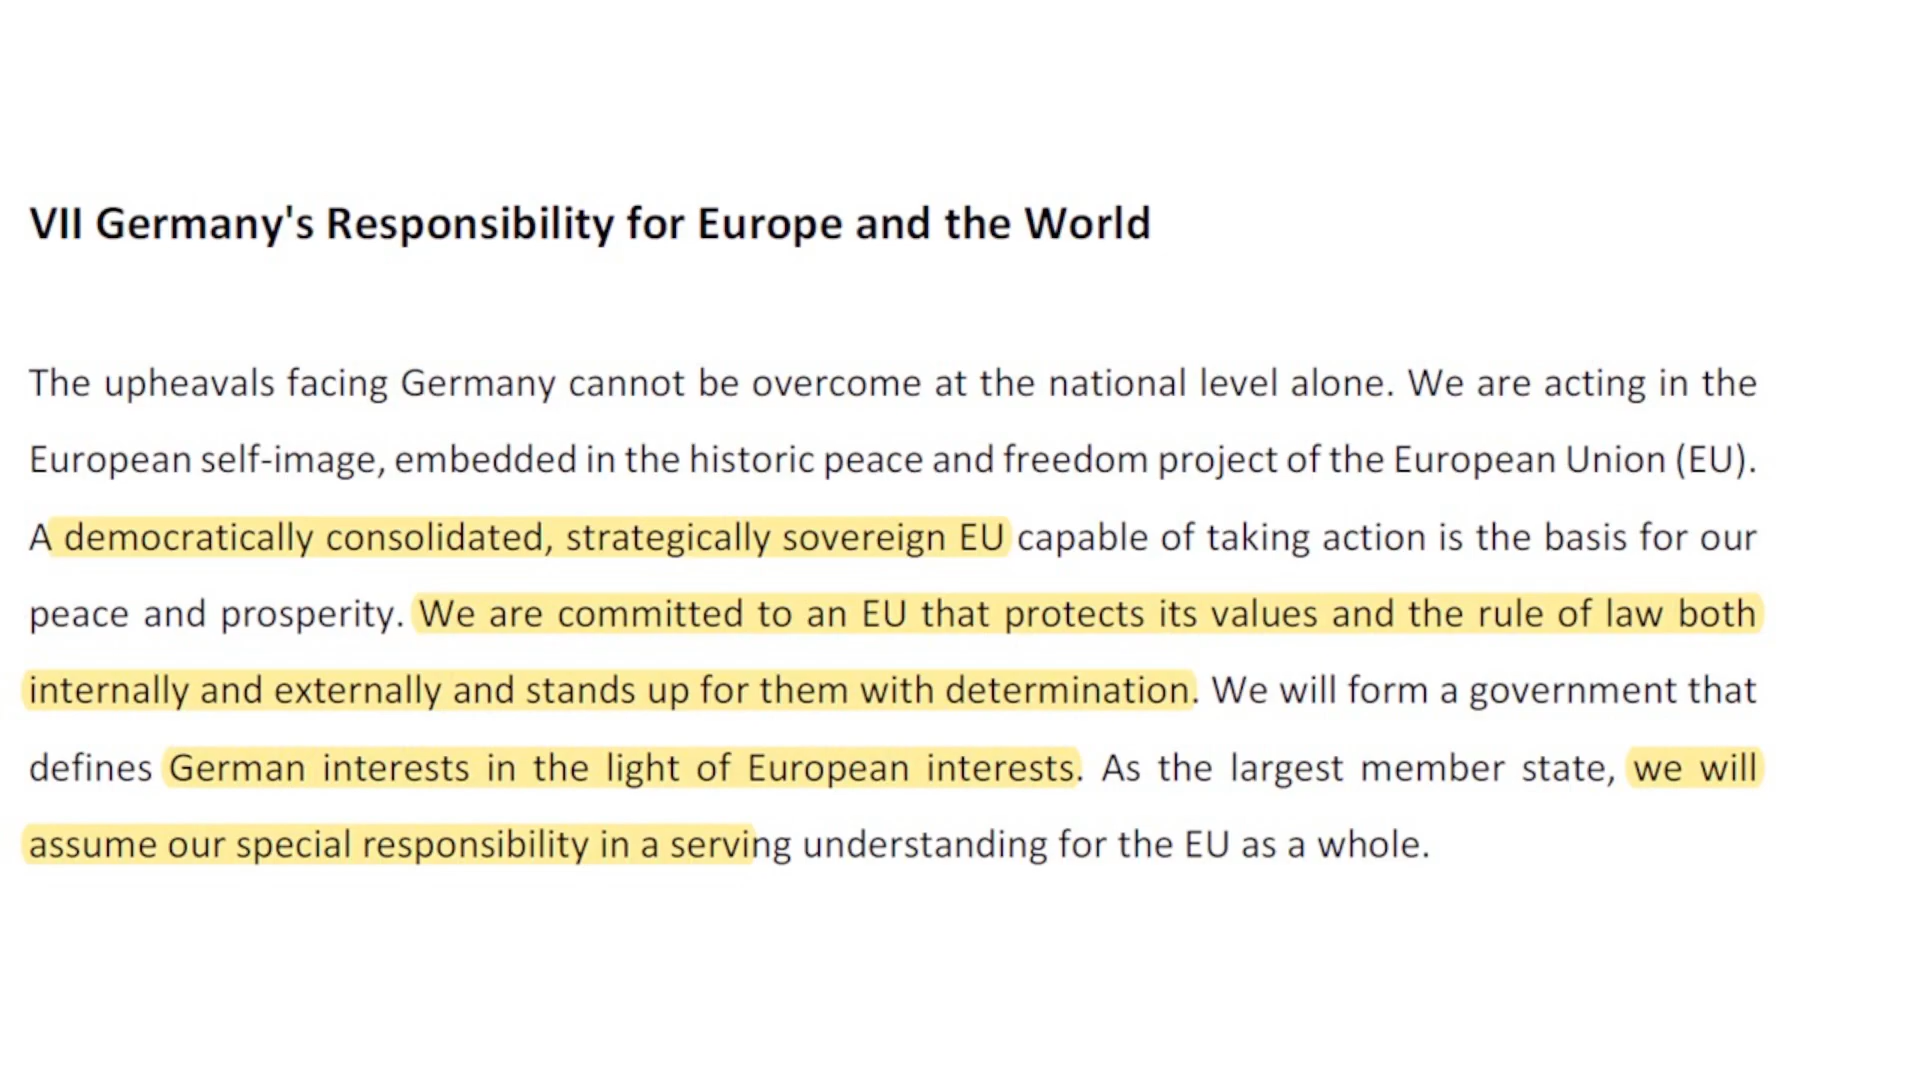 VII Germany's Responsibility for Europe and the World
The upheavals facing Germany cannot be overcome at the national level alone. We are acting in the
European self-image, embedded in the historic peace and freedom project of the European Union (EU).
A democratically consolidated, strategically sovereign EU capable of taking action is the basis for our
peace and prosperity. We are committed to an EU that protects its values and the rule of law both
internally and externally and stands up for them with determination. We will form a government that
defines German interests in the light of European interests. As the largest member state, we will
assume our special responsibility in a serving understanding for the EU as a whole.